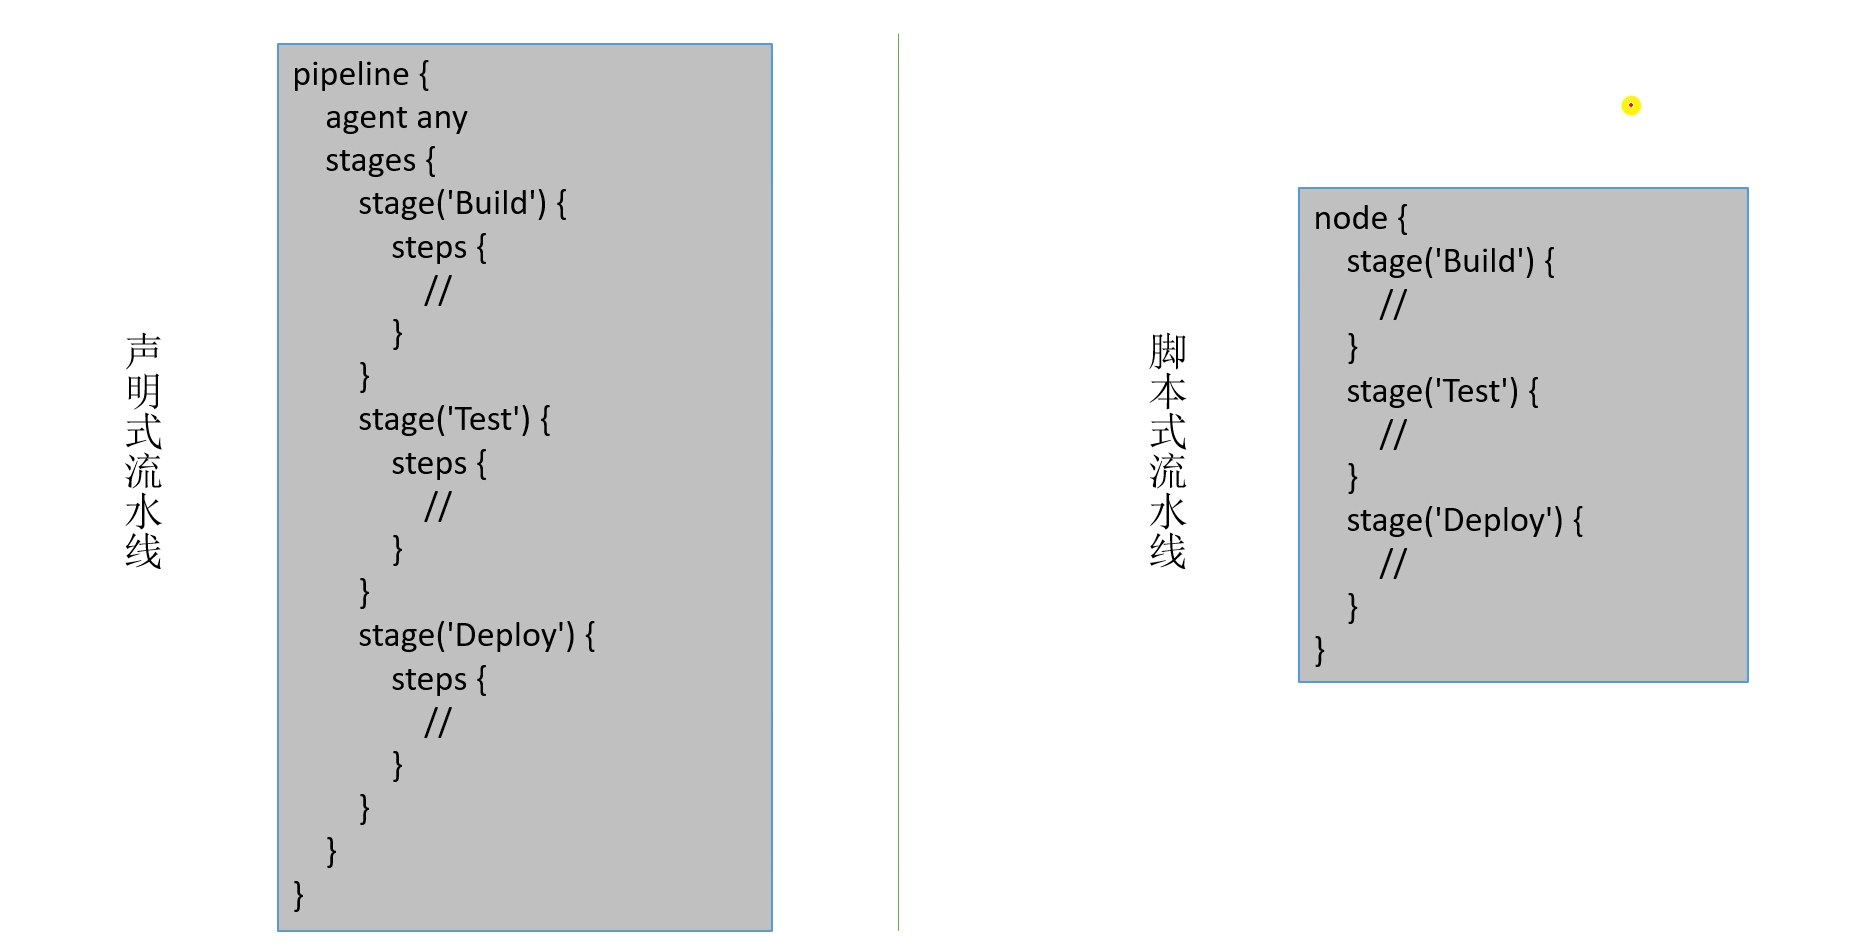 声明式流水线
pipeline {
agent any
stages {
stage('Build') {
steps {
//
}
}
stage('Test') {
steps {
//
}
}
stage('Deploy') {
steps {
//
}
}
}
}
脚本式流水线
node {
stage('Build') {
//
}
stage('Test') {
//
}
stage('Deploy') {
//
}
}